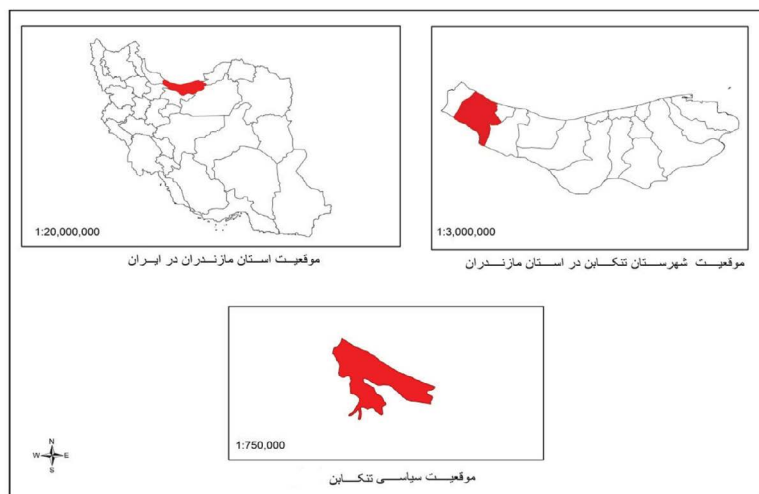 1:20,000,000
موقعیت استان مازندران در ایران
1:3,000,000
موقعیت شهرستان تنکابن در استان مازندران
1:750,000
موقعیت سیاسی تنکابن
N
W E
S